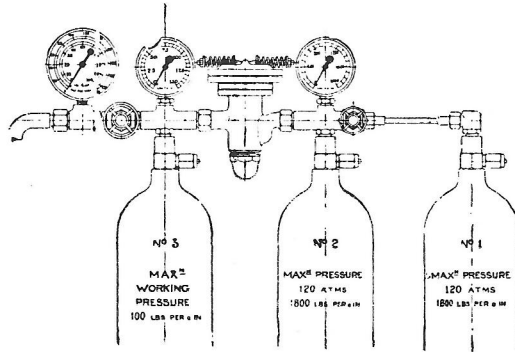 Nº 3
MAXᴹ
WORKING
PRESSURE
100 LBS PER □ IN
Nº 2
MAXᴹ PRESSURE
120 ATMS
1800 LBS PER □ IN
Nº 1
MAXᴹ PRESSURE
120 ATMS
1800 LBS PER □ IN